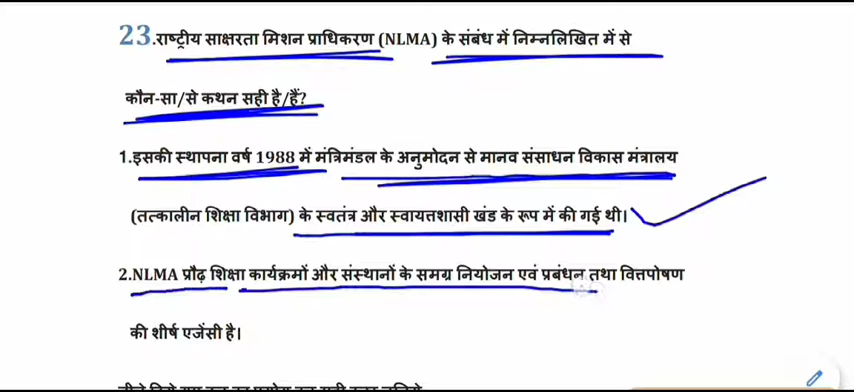 23.राष्ट्रीय साक्षरता मिशन प्राधिकरण (NLMA) के संबंध में निम्नलिखित में से
कौन-सा/से कथन सही है/हैं?
1.इसकी स्थापना वर्ष 1988 में मंत्रिमंडल के अनुमोदन से मानव संसाधन विकास मंत्रालय
(तत्कालीन शिक्षा विभाग) के स्वतंत्र और स्वायत्तशासी खंड के रूप में की गई थी।
2.NLMA प्रौढ़ शिक्षा कार्यक्रमों और संस्थानों के समग्र नियोजन एवं प्रबंधन तथा वित्तपोषण
की शीर्ष एजेंसी है।